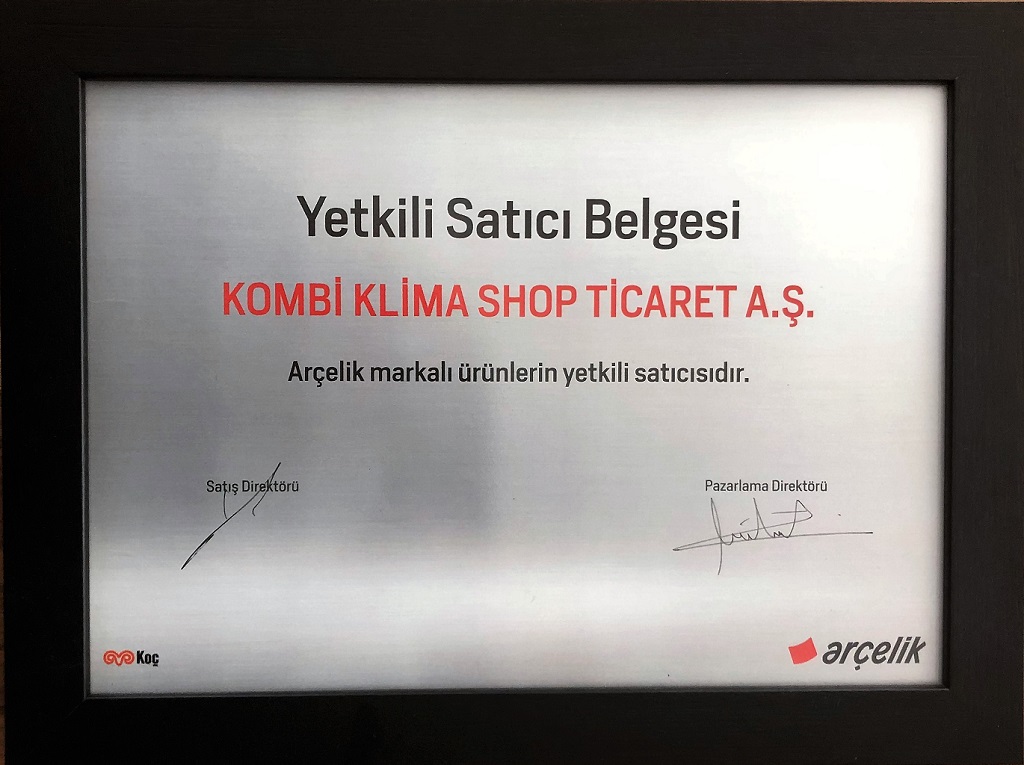 Yetkili Satıcı Belgesi
KOMBİ KLİMA SHOP TİCARET A.Ş.
Arçelik markalı ürünlerin yetkili satıcısıdır.
Satış Direktörü
Pazarlama Direktörü
Koç
arçelik